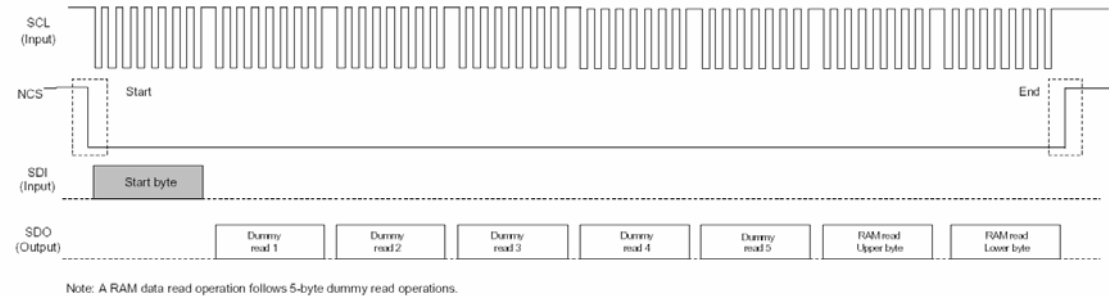 SCL
(Input)
NCS
Start
End
SDI
(Input)
Start byte
SDO
(Output)
Dummy
read 1
Dummy
read 2
Dummy
read 3
Dummy
read 4
Dummy
read 5
RAM read
Upper byte
RAM read
Lower byte
Note: A RAM data read operation follows 5-byte dummy read operations.